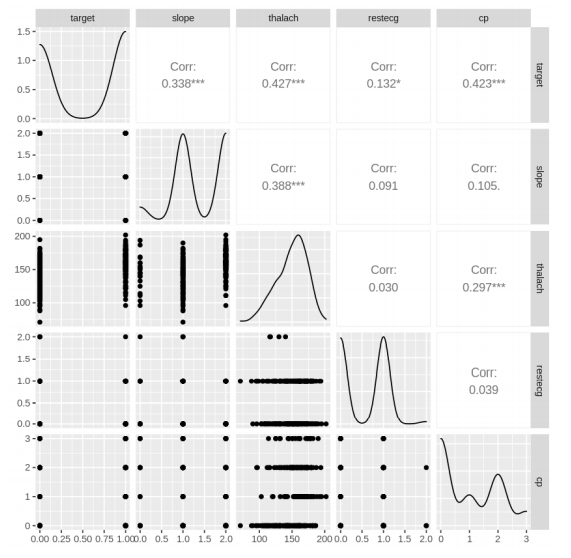 target slope thalach restecg cp
1.5
1.0
0.5
0.0
Corr:
0.338***
Corr:
0.427***
Corr:
0.132*
Corr:
0.423***
target
2.0
1.5
1.0
0.5
0.0
Corr:
0.388***
Corr:
0.091
Corr:
0.105.
slope
200
150
100
Corr:
0.030
Corr:
0.297***
thalach
2.0
1.5
1.0
0.5
0.0
Corr:
0.039
restecg
3
2
1
0
cp
0.00 0.25 0.50 0.75 1.00 0.0 0.5 1.0 1.5 2.0 100 150 200 0.0 0.5 1.0 1.5 2.0 0 1 2 3